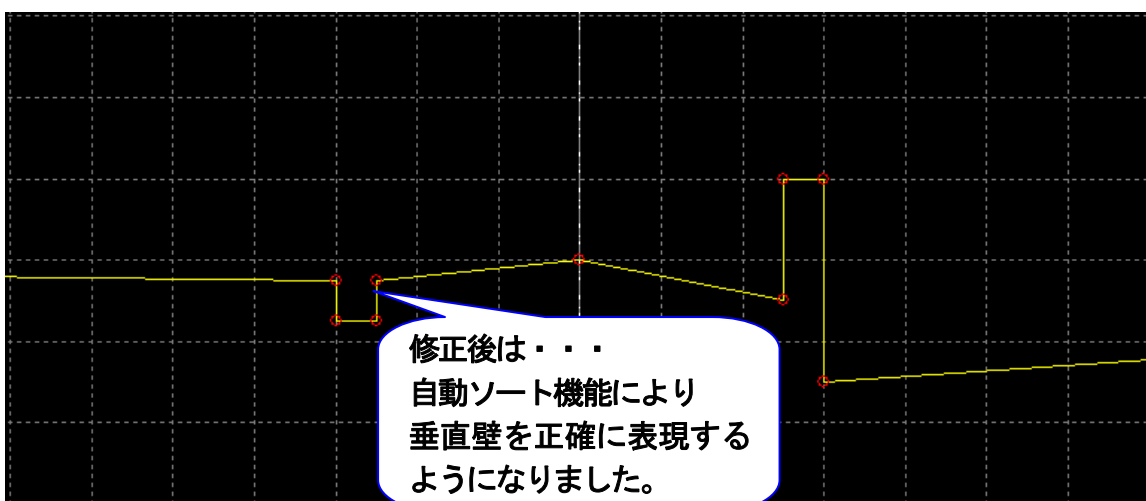 修正後は・・・
自動ソート機能により
垂直壁を正確に表現する
ようになりました。